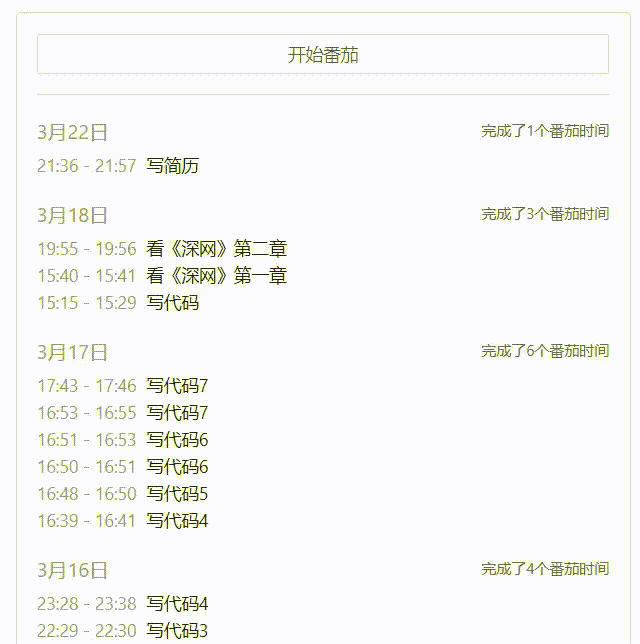 开始番茄
3月22日 完成了1个番茄时间
21:36 - 21:57 写简历
3月18日 完成了3个番茄时间
19:55 - 19:56 看《深网》第二章
15:40 - 15:41 看《深网》第一章
15:15 - 15:29 写代码
3月17日 完成了6个番茄时间
17:43 - 17:46 写代码7
16:53 - 16:55 写代码7
16:51 - 16:53 写代码6
16:50 - 16:51 写代码6
16:48 - 16:50 写代码5
16:39 - 16:41 写代码4
3月16日 完成了4个番茄时间
23:28 - 23:38 写代码4
22:29 - 22:30 写代码3